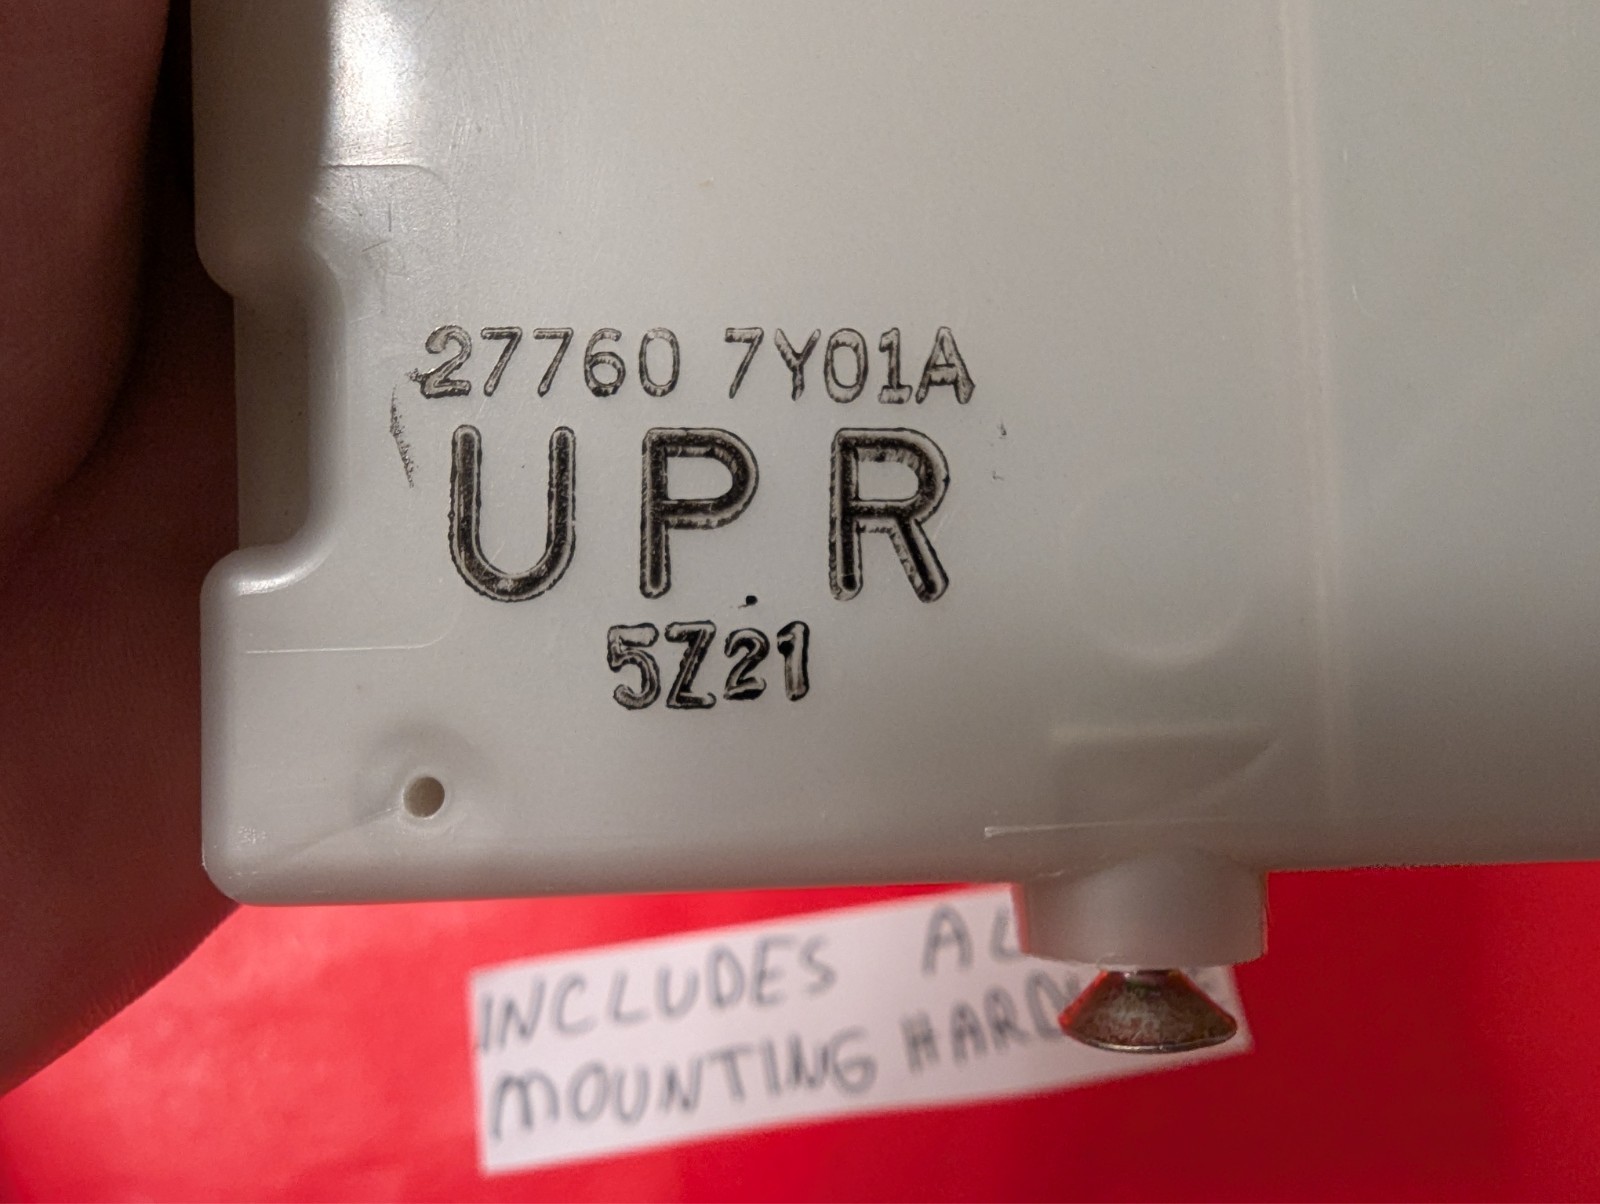 27760 7Y01A
UPR
5Z21
INCLUDES
MOUNTING